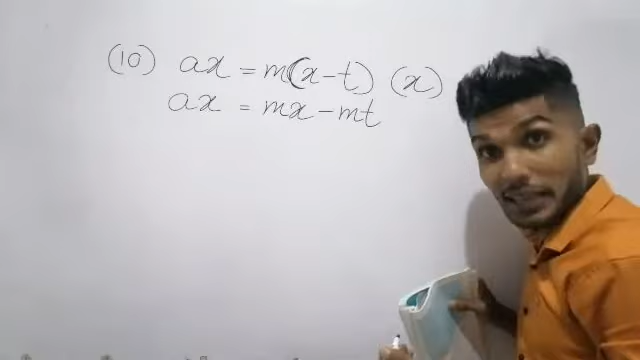 (10) ax = m(x-t) (x)
ax = mx - mt